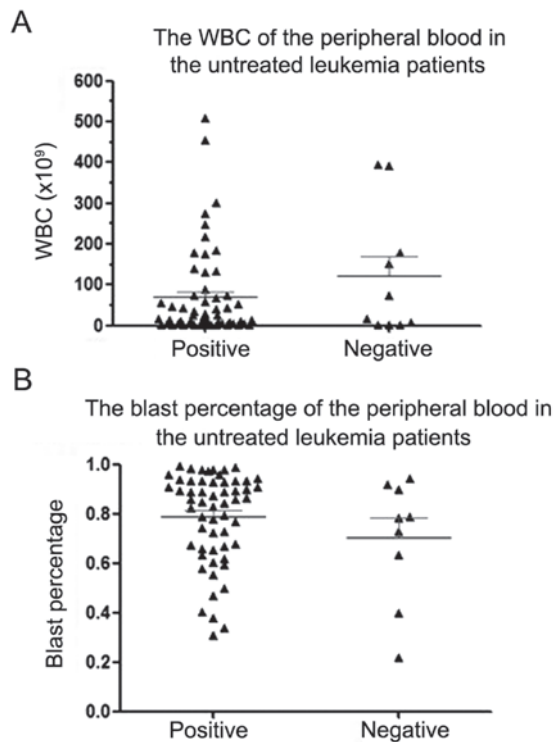 A
The WBC of the peripheral blood in
the untreated leukemia patients
WBC (x10⁹)
600
500
400
300
200
100
0
Positive Negative
B
The blast percentage of the peripheral blood in
the untreated leukemia patients
Blast percentage
1.0
0.8
0.6
0.4
0.2
0.0
Positive Negative